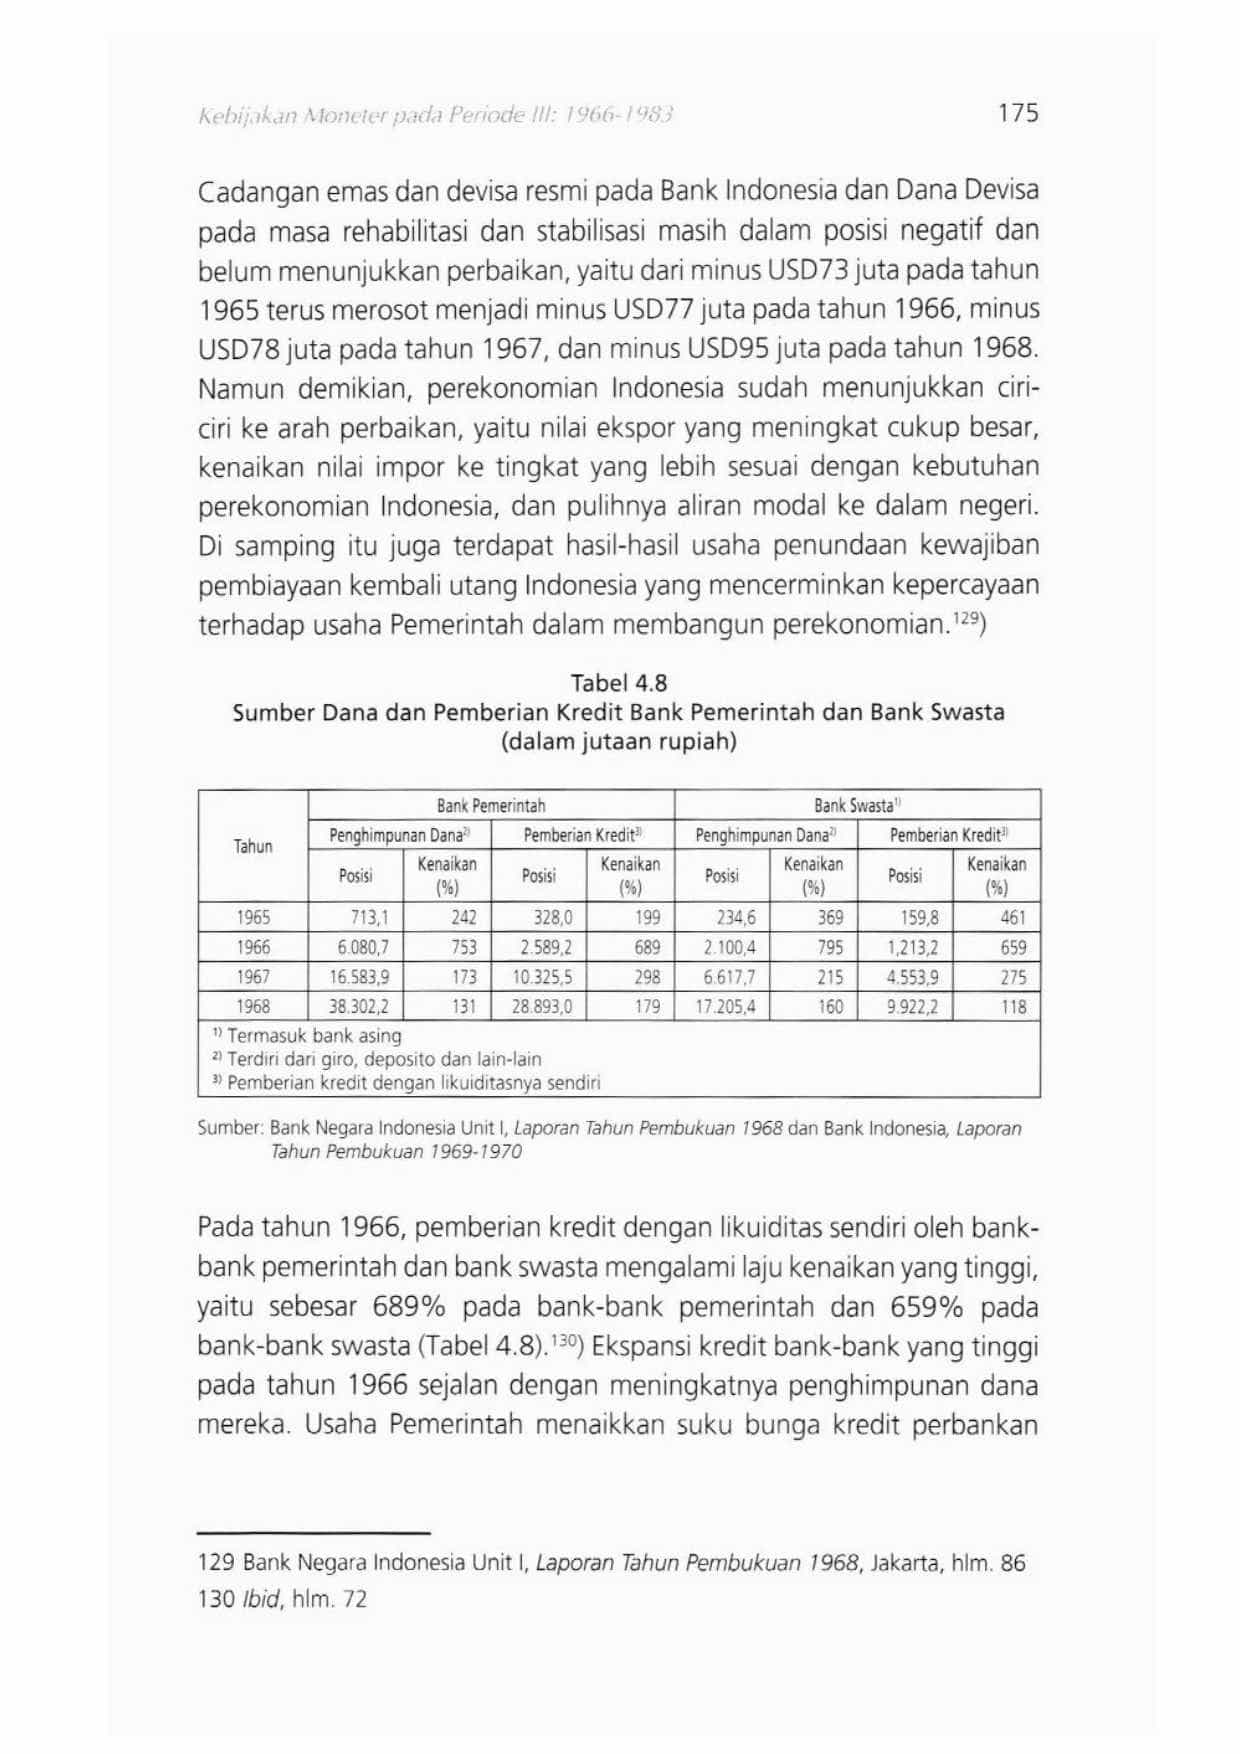 Kebijakan Moneter pada Periode III: 1966-1983 175
Cadangan emas dan devisa resmi pada Bank Indonesia dan Dana Devisa
pada masa rehabilitasi dan stabilisasi masih dalam posisi negatif dan
belum menunjukkan perbaikan, yaitu dari minus USD73 juta pada tahun
1965 terus merosot menjadi minus USD77 juta pada tahun 1966, minus
USD78 juta pada tahun 1967, dan minus USD95 juta pada tahun 1968.
Namun demikian, perekonomian Indonesia sudah menunjukkan ciri-
ciri ke arah perbaikan, yaitu nilai ekspor yang meningkat cukup besar,
kenaikan nilai impor ke tingkat yang lebih sesuai dengan kebutuhan
perekonomian Indonesia, dan pulihnya aliran modal ke dalam negeri.
Di samping itu juga terdapat hasil-hasil usaha penundaan kewajiban
pembiayaan kembali utang Indonesia yang mencerminkan kepercayaan
terhadap usaha Pemerintah dalam membangun perekonomian.¹²⁹)
Tabel 4.8
Sumber Dana dan Pemberian Kredit Bank Pemerintah dan Bank Swasta
(dalam jutaan rupiah)
Tahun Bank Pemerintah Bank Swasta¹⁾
Penghimpunan Dana²⁾ Pemberian Kredit³⁾ Penghimpunan Dana²⁾ Pemberian Kredit³⁾
Posisi Kenaikan (%) Posisi Kenaikan (%) Posisi Kenaikan (%) Posisi Kenaikan (%)
1965 713,1 242 328,0 199 234,6 369 159,8 461
1966 6.080,7 753 2.589,2 689 2.100,4 795 1,213,2 659
1967 16.583,9 173 10.325,5 298 6.617,7 215 4.553,9 275
1968 38.302,2 131 28.893,0 179 17.205,4 160 9.922,2 118
¹⁾ Termasuk bank asing
²⁾ Terdiri dari giro, deposito dan lain-lain
³⁾ Pemberian kredit dengan likuiditasnya sendiri
Sumber: Bank Negara Indonesia Unit I, Laporan Tahun Pembukuan 1968 dan Bank Indonesia, Laporan
Tahun Pembukuan 1969-1970
Pada tahun 1966, pemberian kredit dengan likuiditas sendiri oleh bank-
bank pemerintah dan bank swasta mengalami laju kenaikan yang tinggi,
yaitu sebesar 689% pada bank-bank pemerintah dan 659% pada
bank-bank swasta (Tabel 4.8).¹³⁰) Ekspansi kredit bank-bank yang tinggi
pada tahun 1966 sejalan dengan meningkatnya penghimpunan dana
mereka. Usaha Pemerintah menaikkan suku bunga kredit perbankan
129 Bank Negara Indonesia Unit I, Laporan Tahun Pembukuan 1968, Jakarta, hlm. 86
130 Ibid, hlm. 72